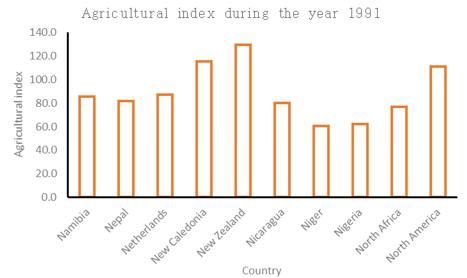 Agricultural index during the year 1991
Agricultural index
140.0
120.0
100.0
80.0
60.0
40.0
20.0
0.0
Namibia
Nepal
Netherlands
New Caledonia
New Zealand
Nicaragua
Niger
Nigeria
North Africa
North America
Country